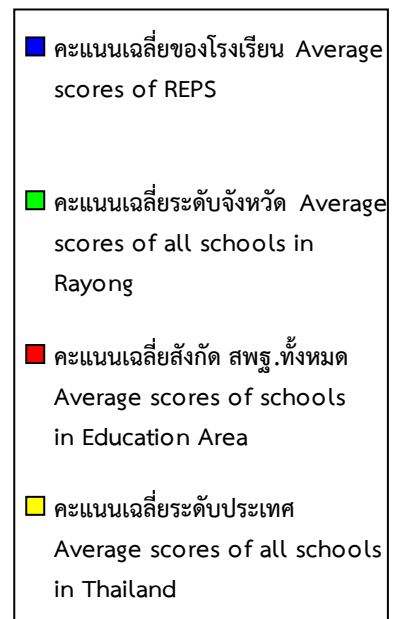 คะแนนเฉลี่ยของโรงเรียน Average
scores of REPS
คะแนนเฉลี่ยระดับจังหวัด Average
scores of all schools in
Rayong
คะแนนเฉลี่ยสังกัด สพฐ.ทั้งหมด
Average scores of schools
in Education Area
คะแนนเฉลี่ยระดับประเทศ
Average scores of all schools
in Thailand